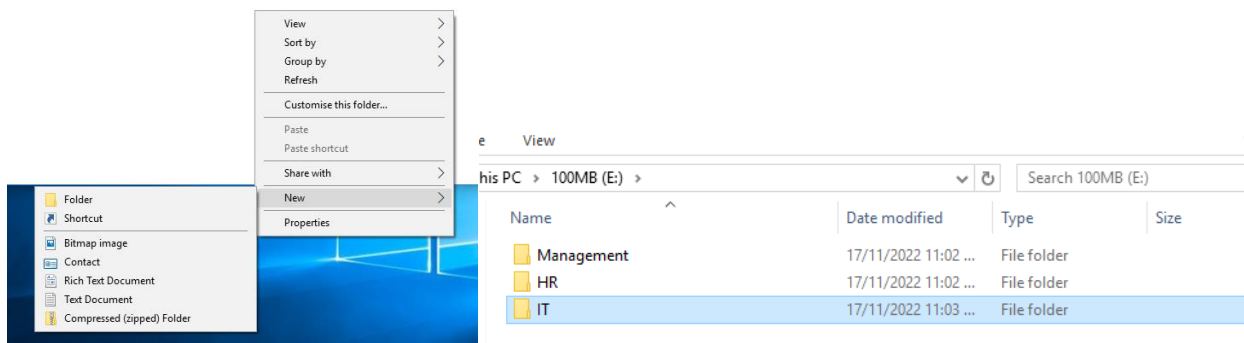 View
Sort by
Group by
Refresh
Customise this folder...
Paste
Paste shortcut
Share with
New
Properties
Folder
Shortcut
Bitmap image
Contact
Rich Text Document
Text Document
Compressed (zipped) Folder
e View
his PC > 100MB (E:) > Search 100MB (E:)
Name Date modified Type Size
Management 17/11/2022 11:02 ... File folder
HR 17/11/2022 11:02 ... File folder
IT 17/11/2022 11:03 ... File folder